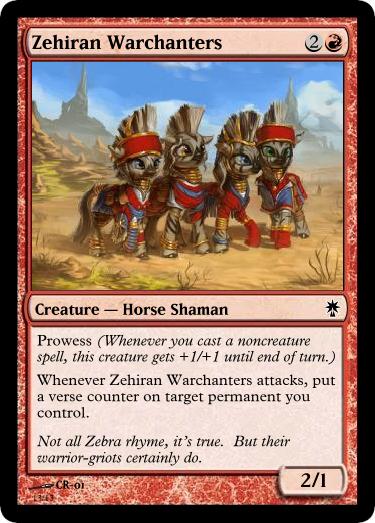 Zehiran Warchanters 2
Creature — Horse Shaman
Prowess (Whenever you cast a noncreature
spell, this creature gets +1/+1 until end of turn.)
Whenever Zehiran Warchanters attacks, put
a verse counter on target permanent you
control.
Not all Zebra rhyme, it's true.  But their
warrior-griots certainly do.
2/1
CR-01